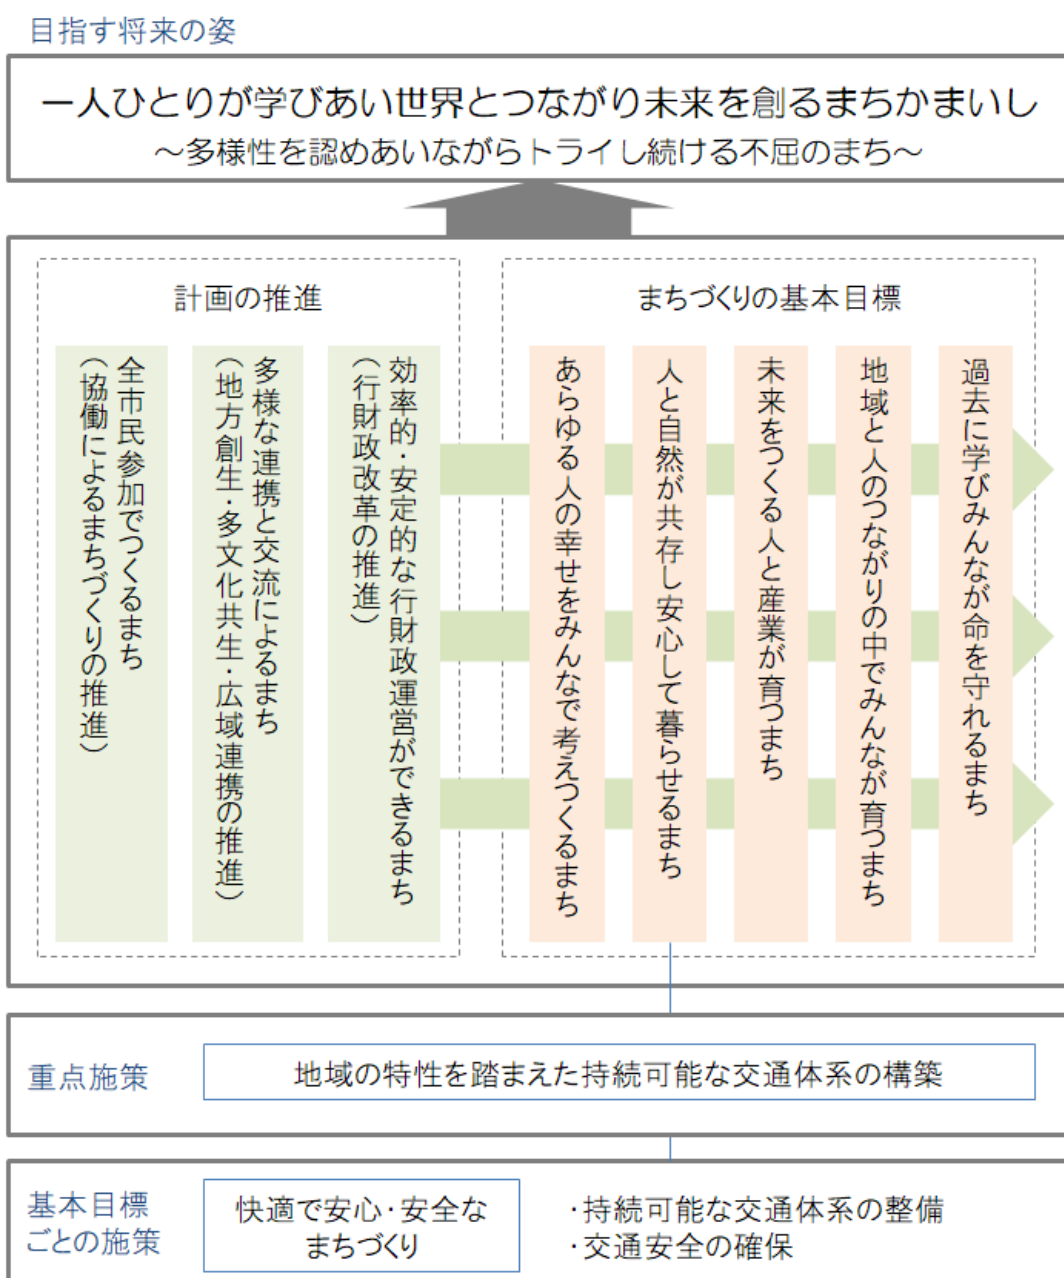 目指す将来の姿
一人ひとりが学びあい世界とつながり未来を創るまちかまいし
～多様性を認めあいながらトライし続ける不屈のまち～
計画の推進
全市民参加でつくるまち
（協働によるまちづくりの推進）
多様な連携と交流によるまち
（地方創生・多文化共生・広域連携の推進）
効率的・安定的な行財政運営ができるまち
（行財政改革の推進）
まちづくりの基本目標
あらゆる人の幸せをみんなで考えつくるまち
人と自然が共存し安心して暮らせるまち
未来をつくる人と産業が育つまち
地域と人のつながりの中でみんなが育つまち
過去に学びみんなが命を守れるまち
重点施策
地域の特性を踏まえた持続可能な交通体系の構築
基本目標
ごとの施策
快適で安心・安全な
まちづくり
・持続可能な交通体系の整備
・交通安全の確保